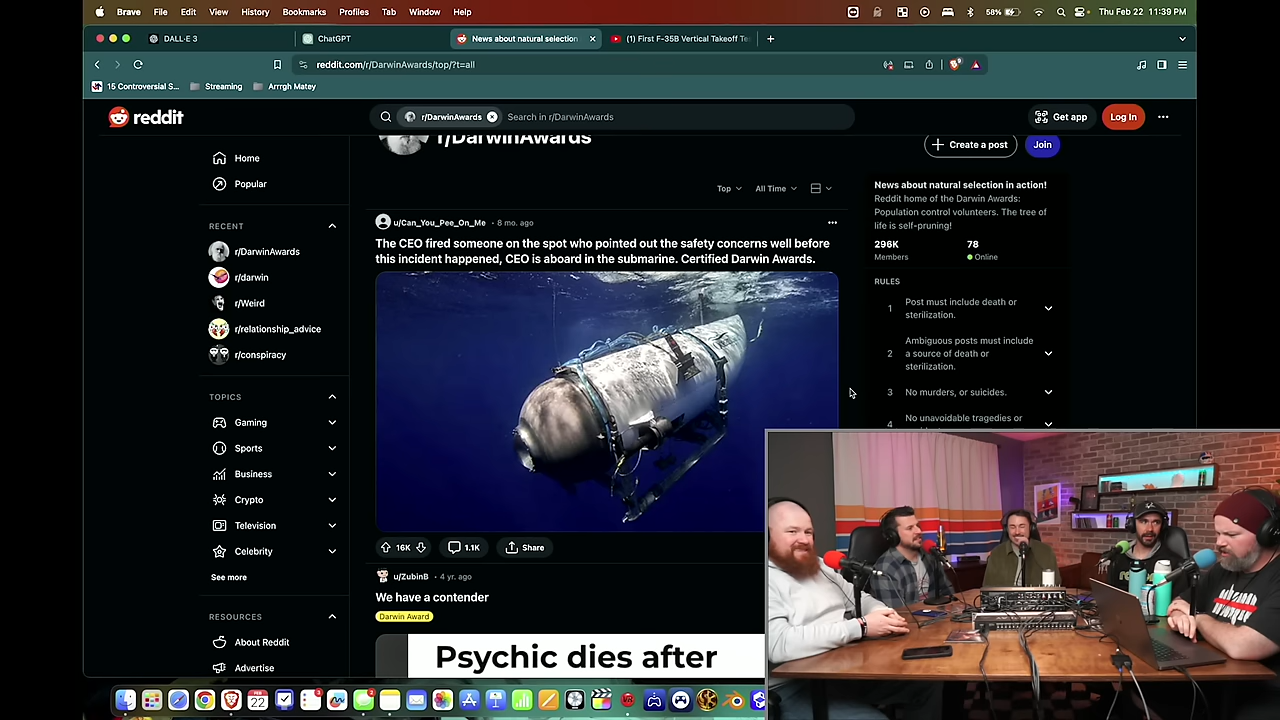 Brave File Edit View History Bookmarks Profiles Tab Window Help 58% Thu Feb 22 11:39 PM
DALL·E 3 ChatGPT News about natural selection (1) First F-35B Vertical Takeoff Te
reddit.com/r/DarwinAwards/top/?t=all
15 Controversial S... Streaming Arrrgh Matey
reddit r/DarwinAwards Search in r/DarwinAwards Get app Log In
r/DarwinAwards
Create a post Join
Home
Popular
RECENT
r/DarwinAwards
r/darwin
r/Weird
r/relationship_advice
r/conspiracy
TOPICS
Gaming
Sports
Business
Crypto
Television
Celebrity
See more
RESOURCES
About Reddit
Advertise
Top All Time
u/Can_You_Pee_On_Me • 8 mo. ago
The CEO fired someone on the spot who pointed out the safety concerns well before
this incident happened, CEO is aboard in the submarine. Certified Darwin Awards.
16K 1.1K Share
u/ZubinB • 4 yr. ago
We have a contender
Darwin Award
Psychic dies after
News about natural selection in action!
Reddit home of the Darwin Awards:
Population control volunteers. The tree of
life is self-pruning!
296K 78
Members Online
RULES
1 Post must include death or
sterilization.
2 Ambiguous posts must include
a source of death or
sterilization.
3 No murders, or suicides.
4 No unavoidable tragedies or